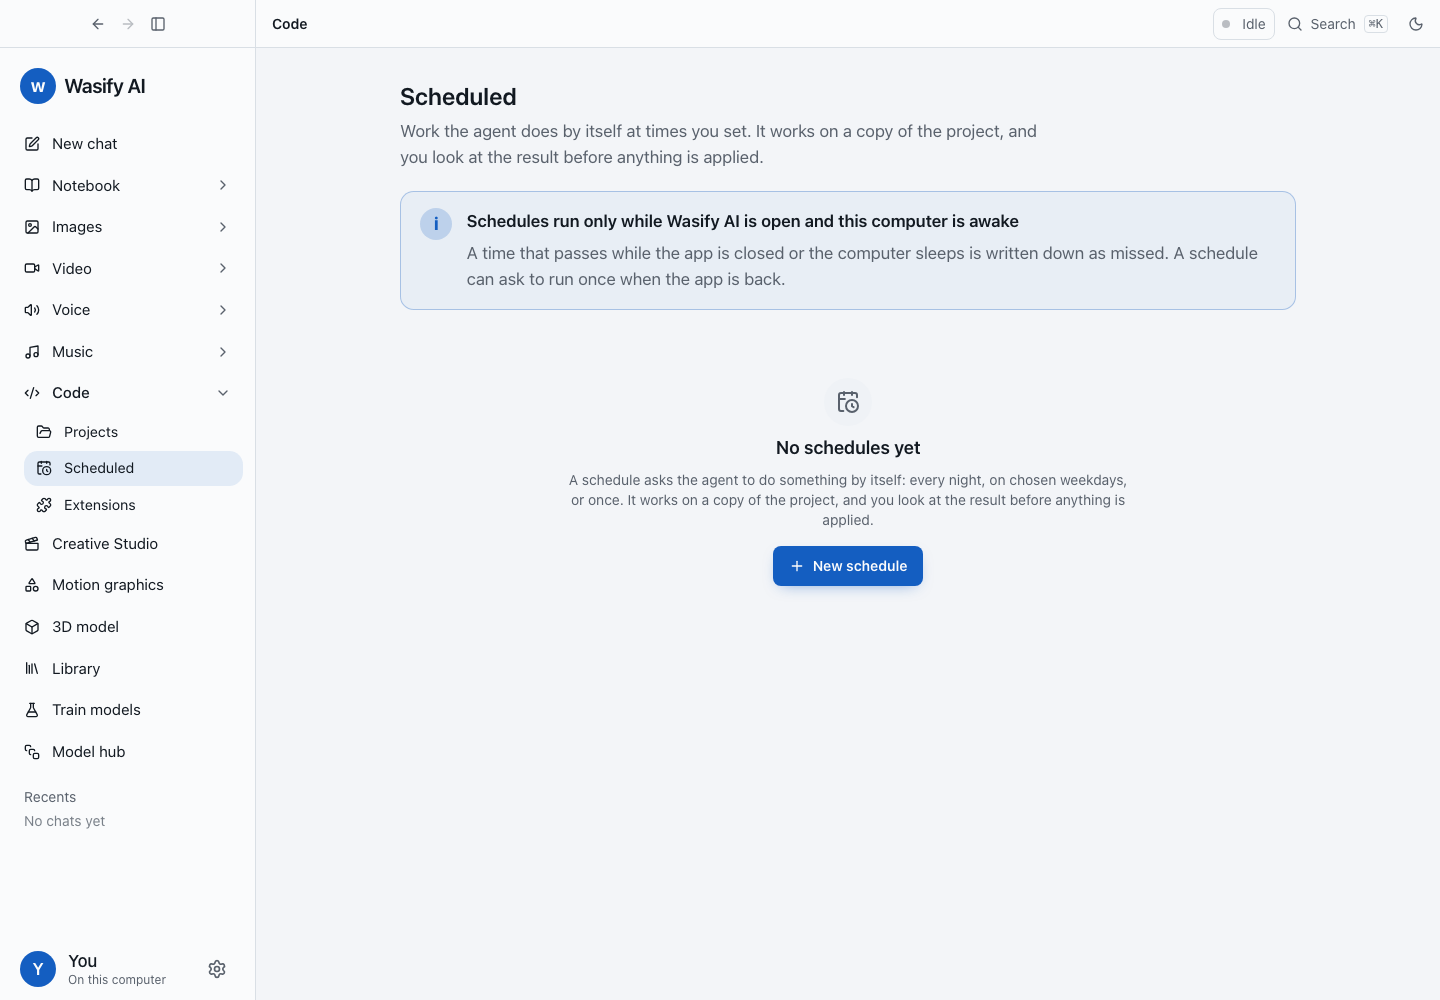 Code
Idle
Search
⌘K
W
Wasify AI
New chat
Notebook
Images
Video
Voice
Music
Code
Projects
Scheduled
Extensions
Creative Studio
Motion graphics
3D model
Library
Train models
Model hub
Recents
No chats yet
Y
You
On this computer
Scheduled
Work the agent does by itself at times you set. It works on a copy of the project, and
you look at the result before anything is applied.
i
Schedules run only while Wasify AI is open and this computer is awake
A time that passes while the app is closed or the computer sleeps is written down as missed. A schedule
can ask to run once when the app is back.
No schedules yet
A schedule asks the agent to do something by itself: every night, on chosen weekdays,
or once. It works on a copy of the project, and you look at the result before anything is
applied.
New schedule